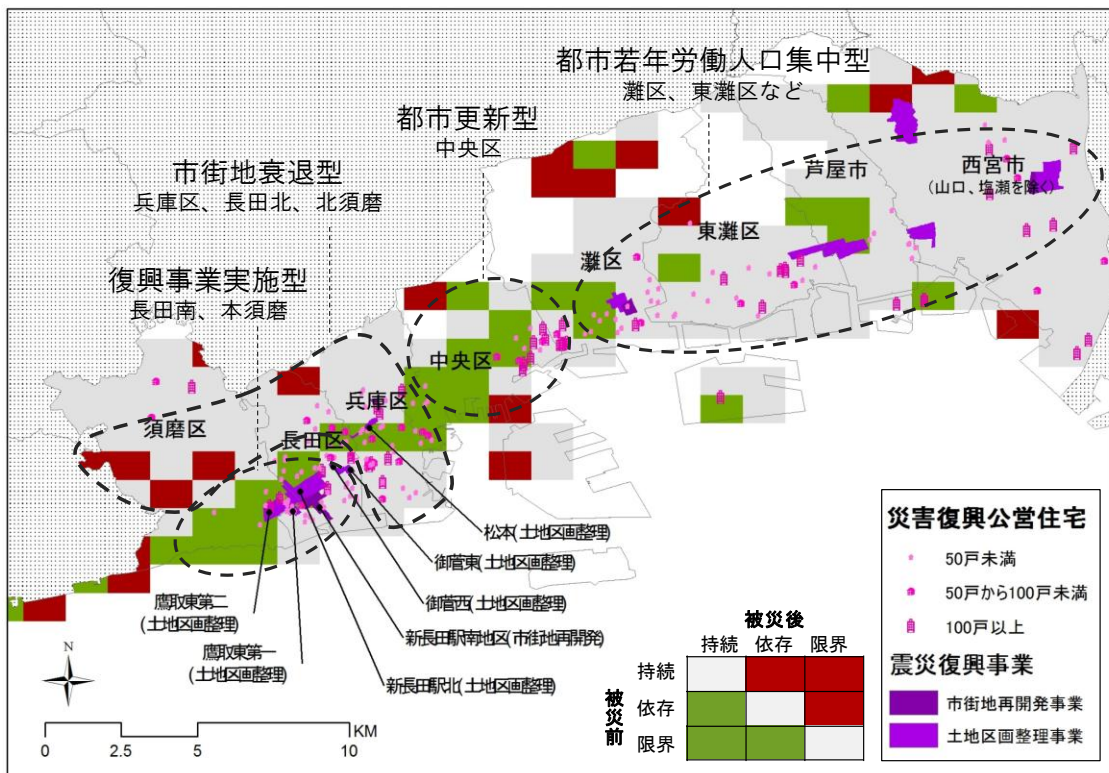 都市若年労働人口集中型
灘区、東灘区など
都市更新型
中央区
市街地衰退型
兵庫区、長田北、北須磨
復興事業実施型
長田南、本須磨
芦屋市
西宮市
(山口、塩瀬を除く)
東灘区
灘区
中央区
兵庫区
長田区
須磨区
松本(土地区画整理)
御菅東(土地区画整理)
御菅西(土地区画整理)
新長田駅南地区(市街地再開発)
新長田駅北(土地区画整理)
鷹取東第二
(土地区画整理)
鷹取東第一
(土地区画整理)
N
KM
0 2.5 5 10
被災後
持続 依存 限界
被災前
持続
依存
限界
災害復興公営住宅
50戸未満
50戸から100戸未満
100戸以上
震災復興事業
市街地再開発事業
土地区画整理事業